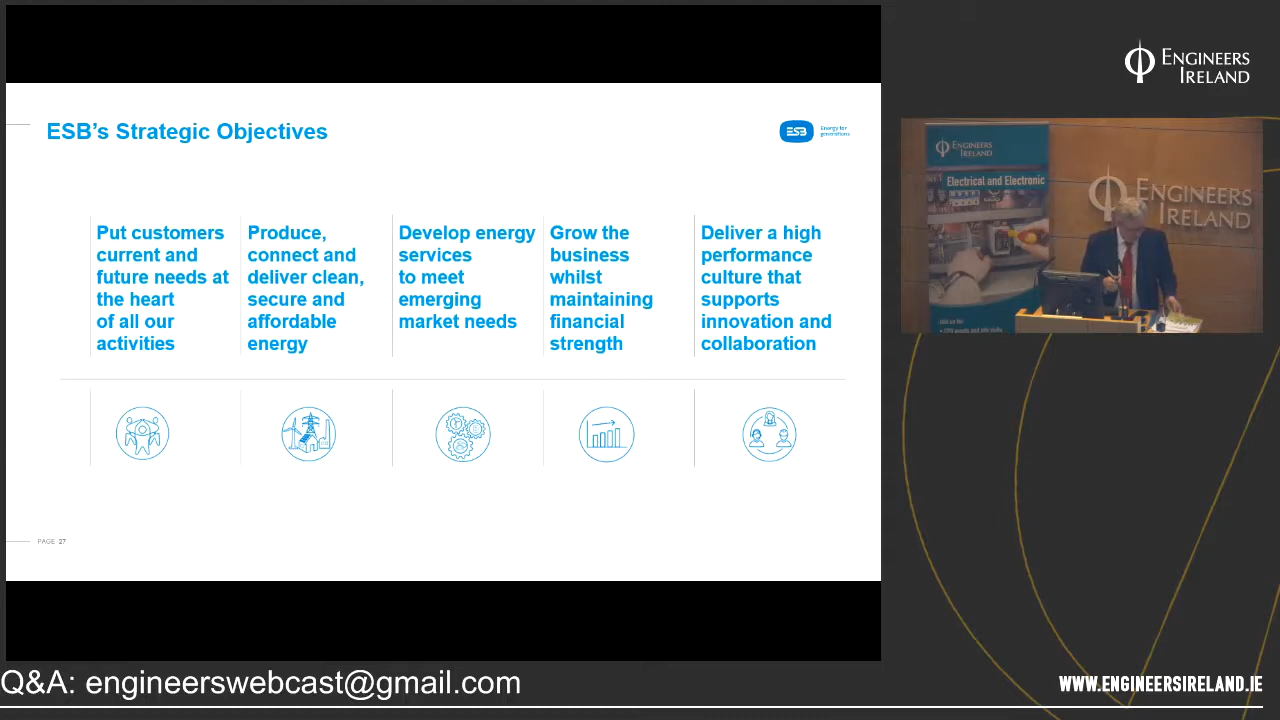 ENGINEERS
IRELAND
ESB's Strategic Objectives
ESB
Energy for
generations
Put customers
current and
future needs at
the heart
of all our
activities
Produce,
connect and
deliver clean,
secure and
affordable
energy
Develop energy
services
to meet
emerging
market needs
Grow the
business
whilst
maintaining
financial
strength
Deliver a high
performance
culture that
supports
innovation and
collaboration
PAGE 27
ENGINEERS
IRELAND
Electrical and Electronic
ENGINEERS
IRELAND
Q&A: engineerswebcast@gmail.com
WWW.ENGINEERSIRELAND.IE